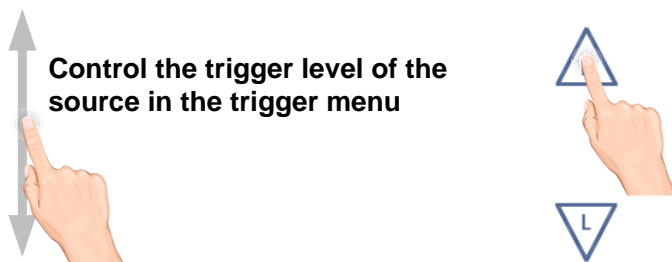 Control the trigger level of the
source in the trigger menu
L